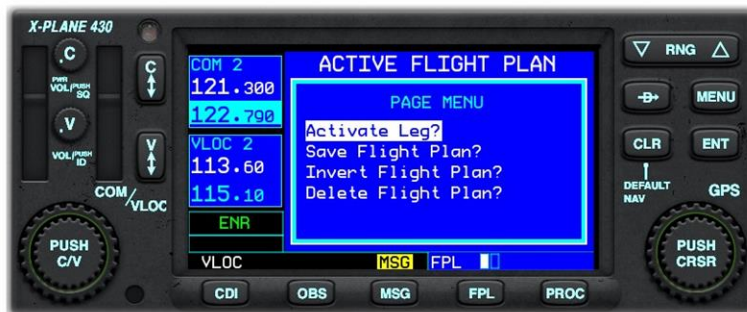 X-PLANE 430
C
PWR
VOL/PUSH
SQ
V
VOL/PUSH
ID
COM/VLOC
PUSH
C/V
C
V
COM 2
121.300
122.790
VLOC 2
113.60
115.10
ENR
VLOC
ACTIVE FLIGHT PLAN
PAGE MENU
Activate Leg?
Save Flight Plan?
Invert Flight Plan?
Delete Flight Plan?
MSG
FPL
RNG
D
MENU
CLR
ENT
DEFAULT
NAV
GPS
PUSH
CRSR
CDI
OBS
MSG
FPL
PROC